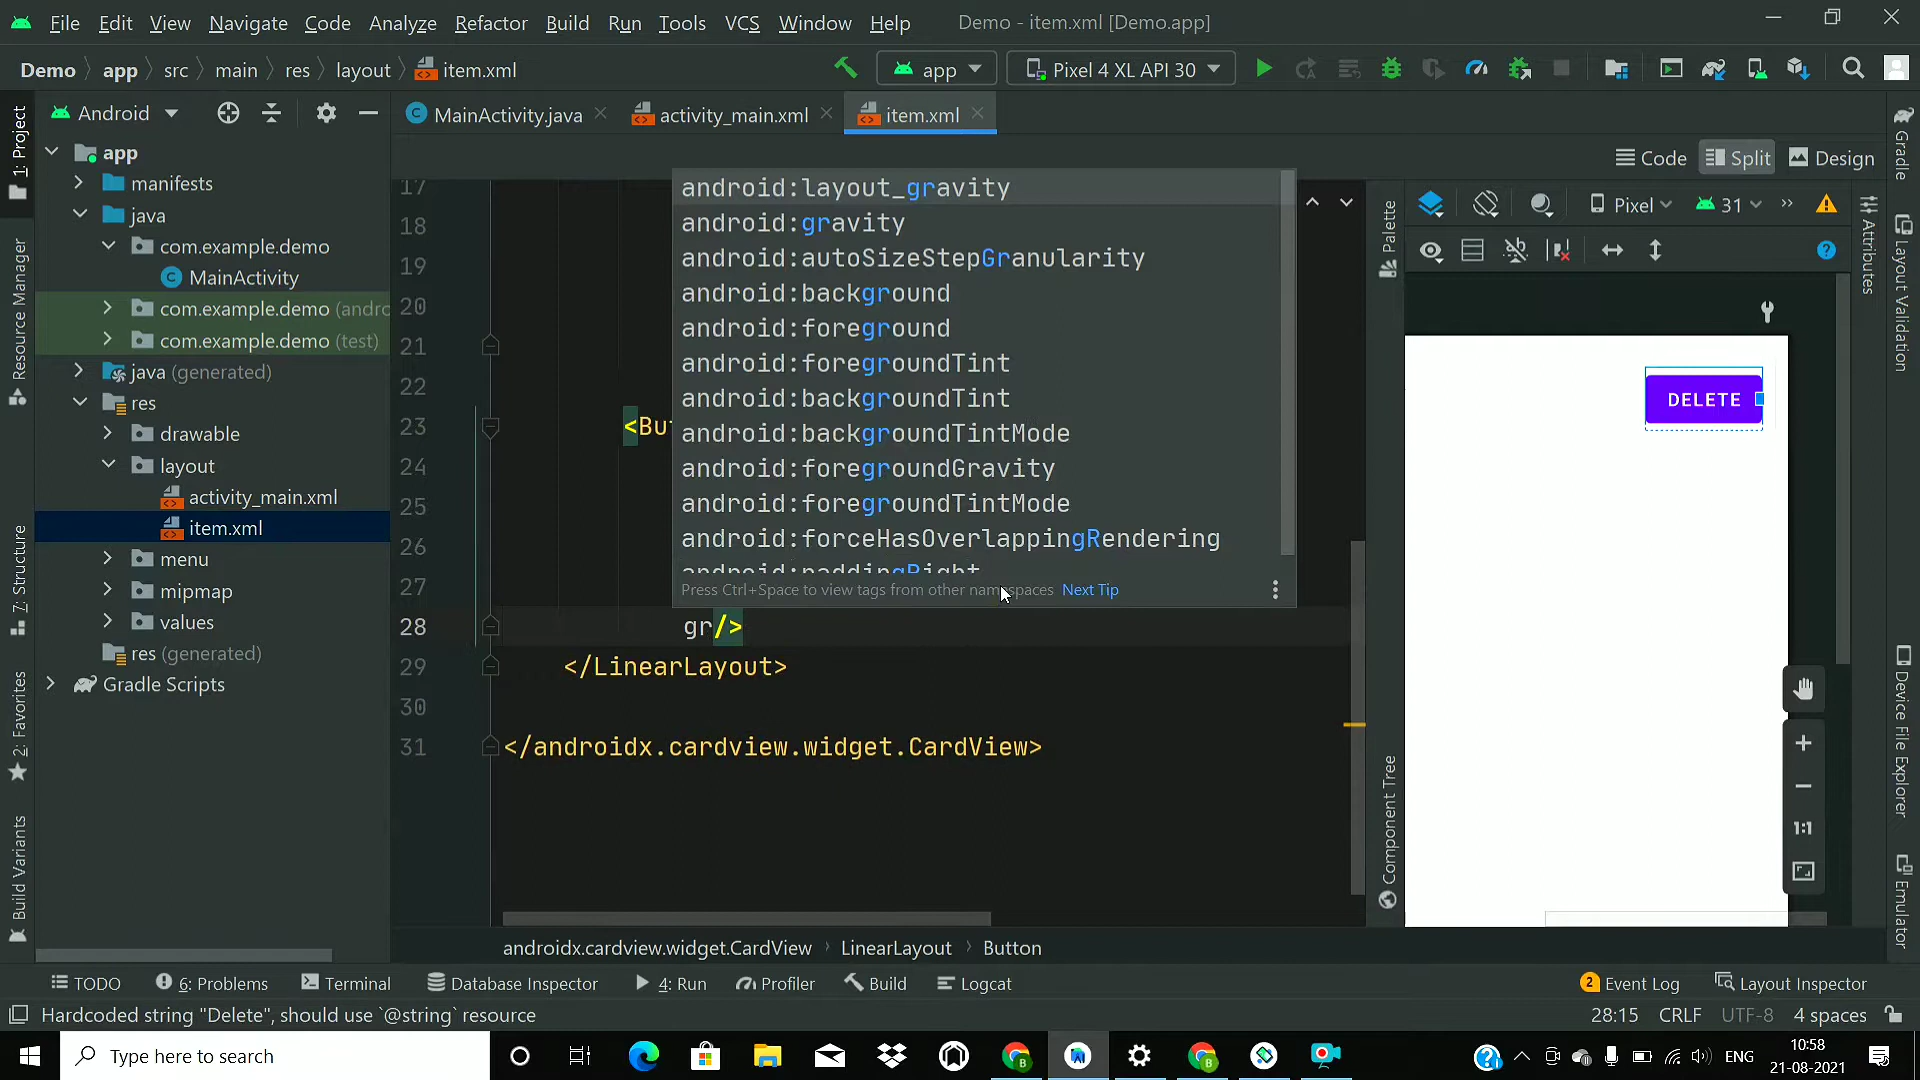 File Edit View Navigate Code Analyze Refactor Build Run Tools VCS Window Help Demo - item.xml [Demo.app]
Demo app src main res layout item.xml app Pixel 4 XL API 30
Android MainActivity.java activity_main.xml item.xml
Code Split Design
app
manifests
java
com.example.demo
MainActivity
com.example.demo (andro
com.example.demo (test)
java (generated)
res
drawable
layout
activity_main.xml
item.xml
menu
mipmap
values
res (generated)
Gradle Scripts
1: Project
Resource Manager
7: Structure
2: Favorites
Build Variants
17
18
19
20
21
22
23 <But
24
25
26
27
28 gr/>
29 </LinearLayout>
30
31 </androidx.cardview.widget.CardView>
android:layout_gravity
android:gravity
android:autoSizeStepGranularity
android:background
android:foreground
android:foregroundTint
android:backgroundTint
android:backgroundTintMode
android:foregroundGravity
android:foregroundTintMode
android:forceHasOverlappingRendering
android:paddingRight
Press Ctrl+Space to view tags from other namespaces Next Tip
Palette
Component Tree
Pixel 31
DELETE
1:1
Attributes
Gradle
Layout Validation
Device File Explorer
Emulator
androidx.cardview.widget.CardView LinearLayout Button
TODO 6: Problems Terminal Database Inspector 4: Run Profiler Build Logcat 2 Event Log Layout Inspector
Hardcoded string "Delete", should use `@string` resource 28:15 CRLF UTF-8 4 spaces
Type here to search ENG 10:58
21-08-2021